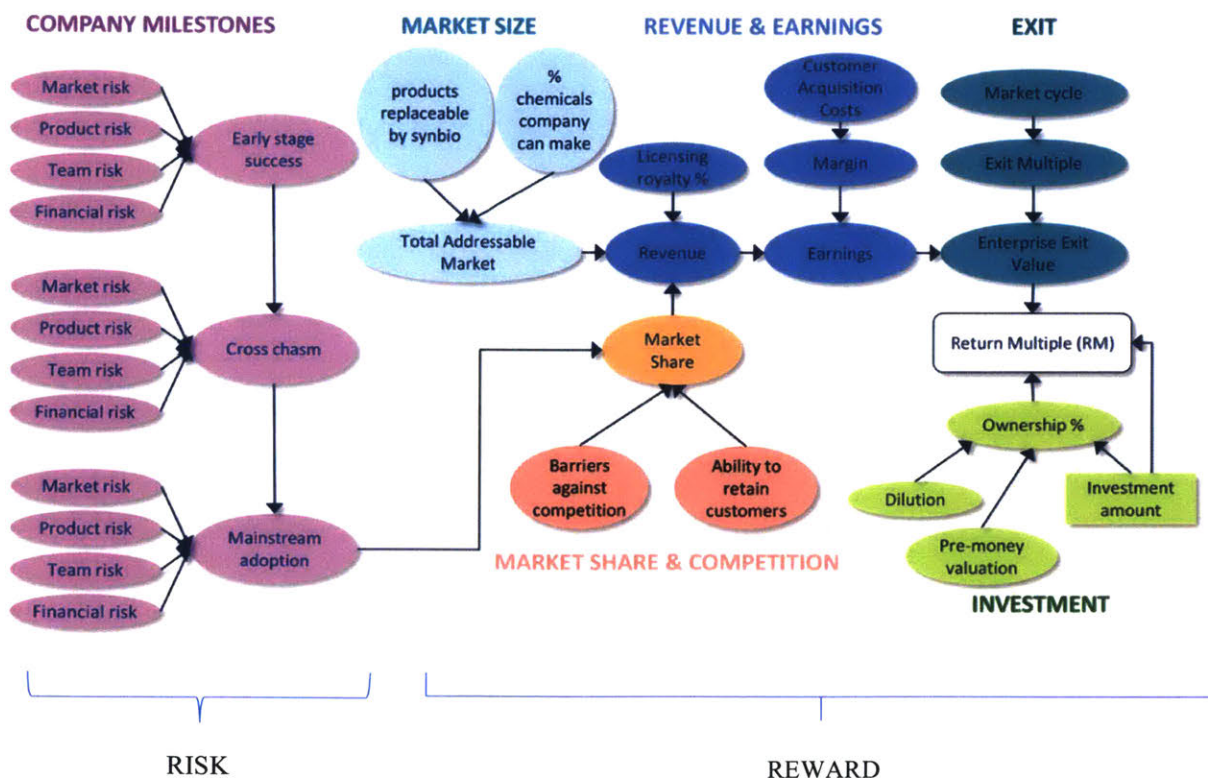 COMPANY MILESTONES
MARKET SIZE
REVENUE & EARNINGS
EXIT
Market risk
Product risk
Team risk
Financial risk
Early stage
success
products
replaceable
by synbio
%
chemicals
company
can make
Customer
Acquisition
Costs
Market cycle
Licensing
royalty %
Margin
Exit Multiple
Total Addressable
Market
Revenue
Earnings
Enterprise Exit
Value
Market risk
Product risk
Team risk
Financial risk
Cross chasm
Market
Share
Return Multiple (RM)
Ownership %
Barriers
against
competition
Ability to
retain
customers
Dilution
Investment
amount
Pre-money
valuation
Market risk
Product risk
Team risk
Financial risk
Mainstream
adoption
MARKET SHARE & COMPETITION
INVESTMENT
RISK
REWARD